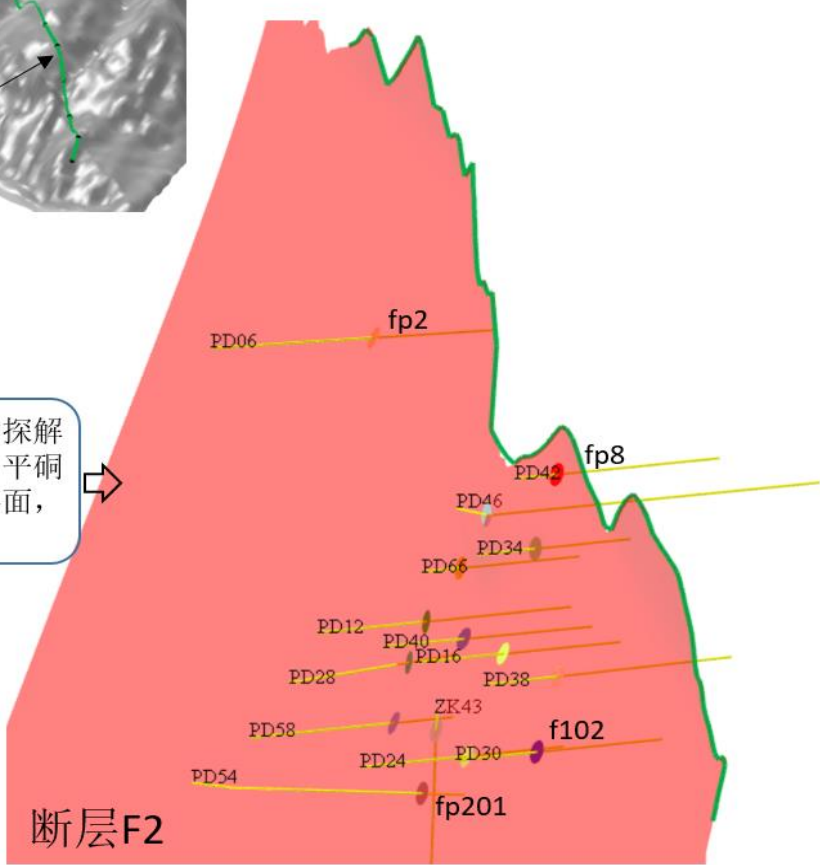 PD06
fp2
探解
平硐
面，
PD42
fp8
PD46
PD34
PD66
PD12
PD40
PD16
PD28
PD38
ZK43
PD58
f102
PD24
PD30
PD54
fp201
断层F2